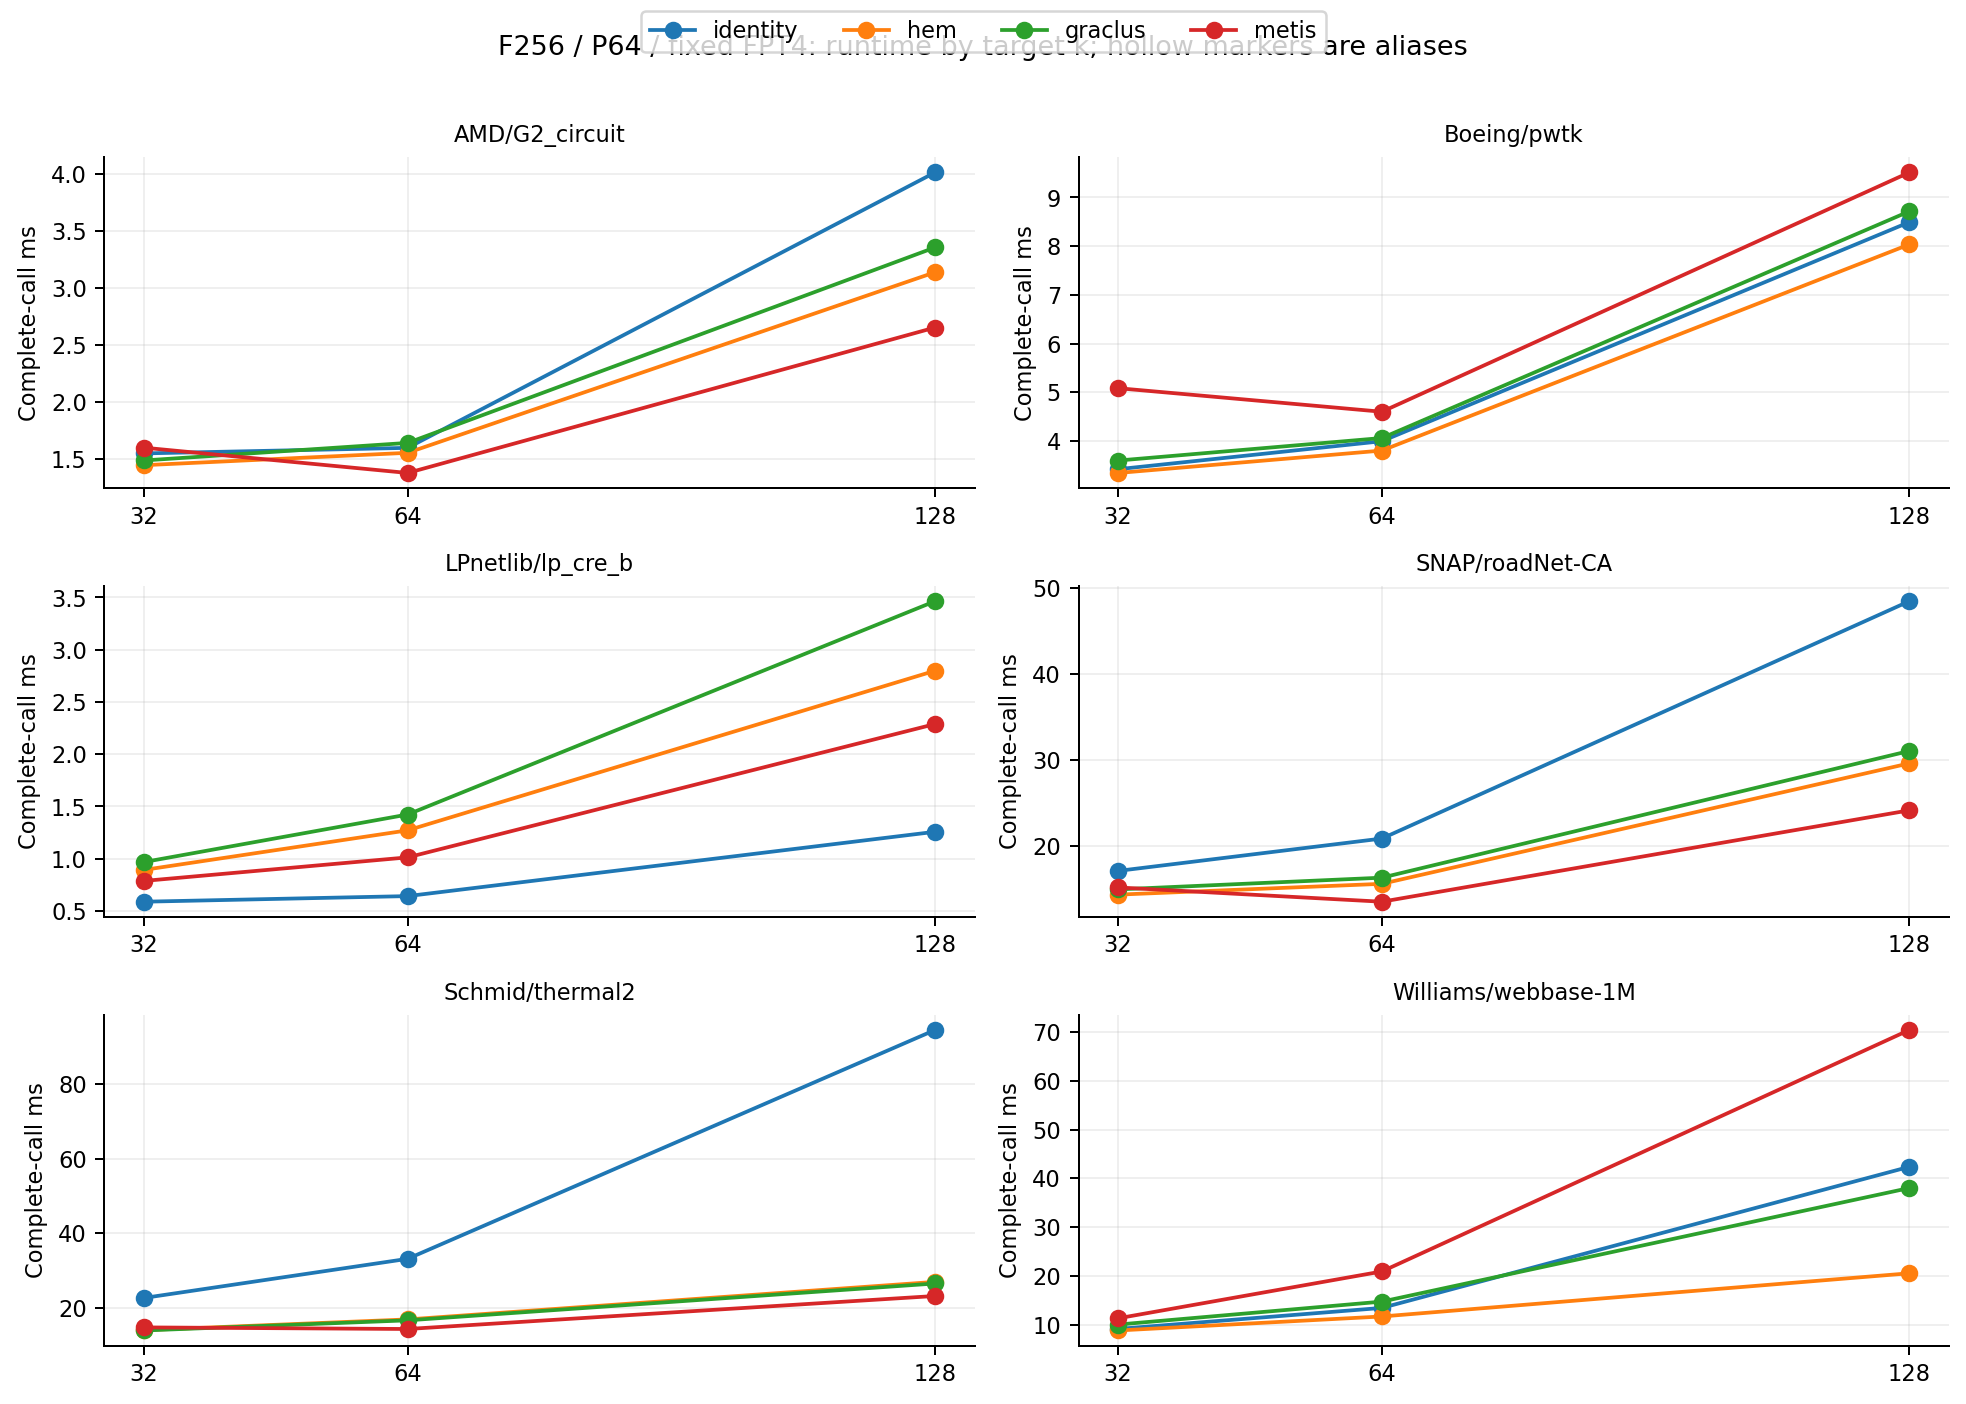 identity hem graclus metis
F256 / P64 / fixed FPT4: runtime by target k; hollow markers are aliases
AMD/G2_circuit
Complete-call ms
4.0
3.5
3.0
2.5
2.0
1.5
32 64 128
Boeing/pwtk
Complete-call ms
9
8
7
6
5
4
32 64 128
LPnetlib/lp_cre_b
Complete-call ms
3.5
3.0
2.5
2.0
1.5
1.0
0.5
32 64 128
SNAP/roadNet-CA
Complete-call ms
50
40
30
20
32 64 128
Schmid/thermal2
Complete-call ms
80
60
40
20
32 64 128
Williams/webbase-1M
Complete-call ms
70
60
50
40
30
20
10
32 64 128